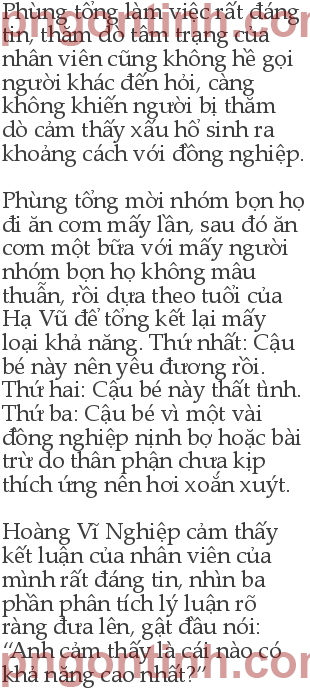 Phùng tổng làm việc rất đáng
tin, thăm dò tâm trạng của
nhân viên cũng không hề gọi
người khác đến hỏi, càng
không khiến người bị thăm
dò cảm thấy xấu hổ sinh ra
khoảng cách với đồng nghiệp.
Phùng tổng mời nhóm bọn họ
đi ăn cơm mấy lần, sau đó ăn
cơm một bữa với mấy người
nhóm bọn họ không mâu
thuẫn, rồi dựa theo tuổi của
Hạ Vũ để tổng kết lại mấy
loại khả năng. Thứ nhất: Cậu
bé này nên yêu đương rồi.
Thứ hai: Cậu bé này thất tình.
Thứ ba: Cậu bé vì một vài
đồng nghiệp nịnh bợ hoặc bài
trừ do thân phận chưa kịp
thích ứng nên hơi xoắn xuýt.
Hoàng Vĩ Nghiệp cảm thấy
kết luận của nhân viên của
mình rất đáng tin, nhìn ba
phần phân tích lý luận rõ
ràng đưa lên, gật đầu nói:
“Anh cảm thấy là cái nào có
khả năng cao nhất?”
pngontinh.com
pngontinh.com